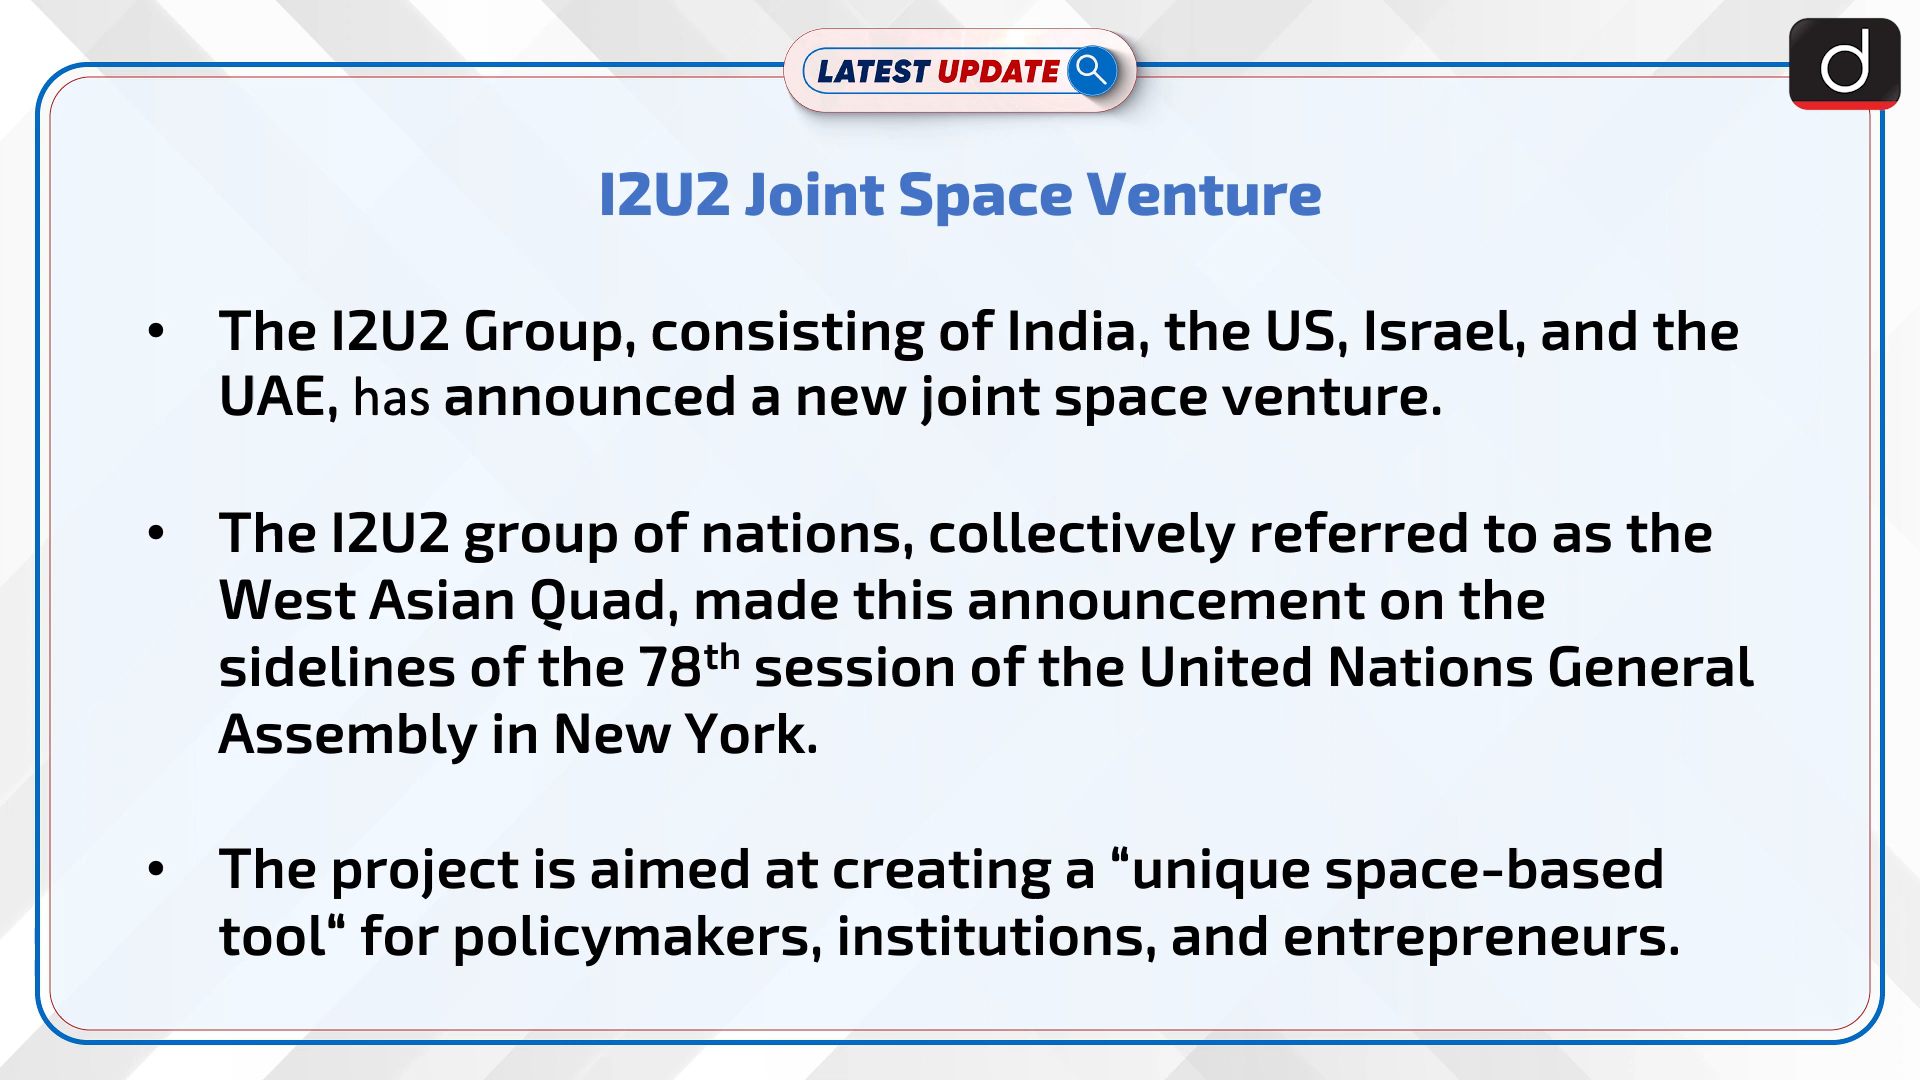 LATEST UPDATE
d
I2U2 Joint Space Venture
• The I2U2 Group, consisting of India, the US, Israel, and the
UAE, has announced a new joint space venture.
• The I2U2 group of nations, collectively referred to as the
West Asian Quad, made this announcement on the
sidelines of the 78th session of the United Nations General
Assembly in New York.
• The project is aimed at creating a “unique space-based
tool“ for policymakers, institutions, and entrepreneurs.